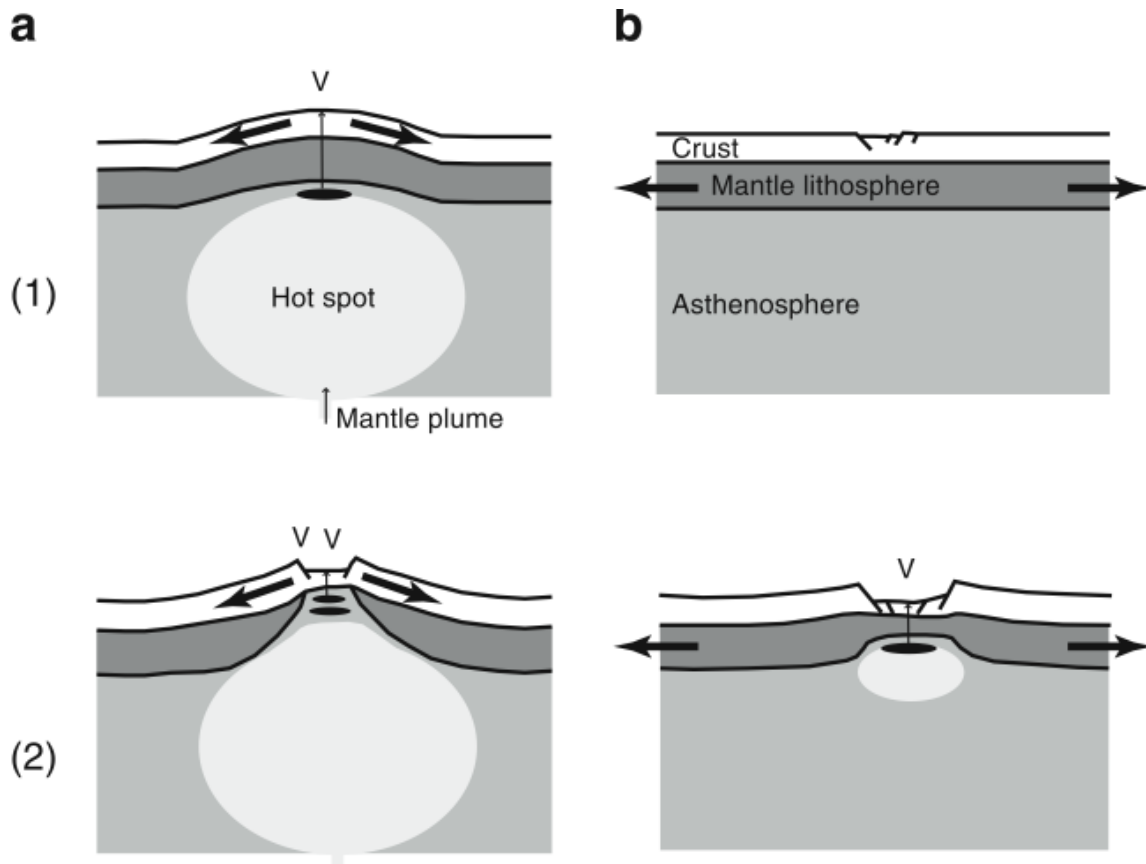 a
b
V
Crust
Mantle lithosphere
(1)
Hot spot
Asthenosphere
Mantle plume
V V
V
(2)